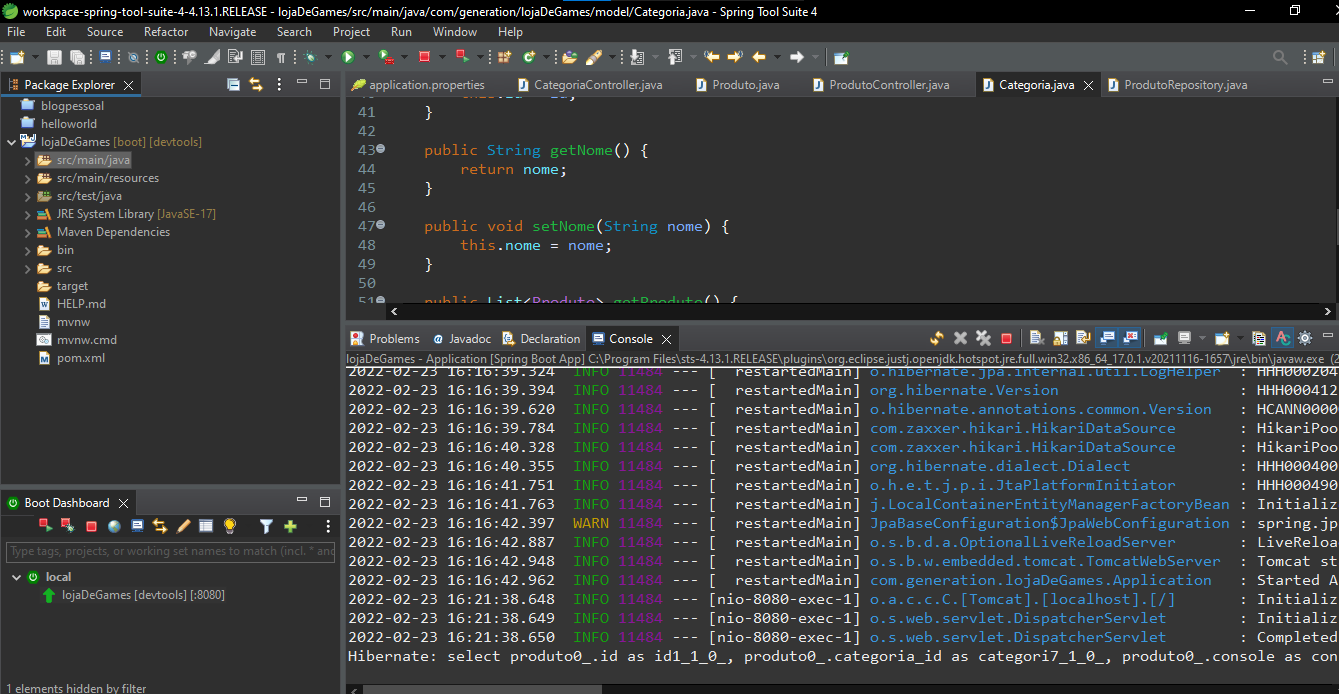 workspace-spring-tool-suite-4-4.13.1.RELEASE - lojaDeGames/src/main/java/com/generation/lojaDeGames/model/Categoria.java - Spring Tool Suite 4
File Edit Source Refactor Navigate Search Project Run Window Help
Package Explorer
blogpessoal
helloworld
lojaDeGames [boot] [devtools]
src/main/java
src/main/resources
src/test/java
JRE System Library [JavaSE-17]
Maven Dependencies
bin
src
target
HELP.md
mvnw
mvnw.cmd
pom.xml
Boot Dashboard
Type tags, projects, or working set names to match (incl. * and
local
lojaDeGames [devtools] [:8080]
1 elements hidden by filter
application.properties CategoriaController.java Produto.java ProdutoController.java Categoria.java ProdutoRepository.java
41 }
42
43 public String getNome() {
44 return nome;
45 }
46
47 public void setNome(String nome) {
48 this.nome = nome;
49 }
50
51 public List<Produto> getProduto() {
Problems Javadoc Declaration Console
lojaDeGames - Application [Spring Boot App] C:\Program Files\sts-4.13.1.RELEASE\plugins\org.eclipse.justj.openjdk.hotspot.jre.full.win32.x86_64_17.0.1.v20211116-1657\jre\bin\javaw.exe (2
2022-02-23 16:16:39.324 INFO 11484 --- [ restartedMain] o.hibernate.jpa.internal.util.LogHelper : HHH000204
2022-02-23 16:16:39.394 INFO 11484 --- [ restartedMain] org.hibernate.Version : HHH000412
2022-02-23 16:16:39.620 INFO 11484 --- [ restartedMain] o.hibernate.annotations.common.Version : HCANN0000
2022-02-23 16:16:39.784 INFO 11484 --- [ restartedMain] com.zaxxer.hikari.HikariDataSource : HikariPoo
2022-02-23 16:16:40.328 INFO 11484 --- [ restartedMain] com.zaxxer.hikari.HikariDataSource : HikariPoo
2022-02-23 16:16:40.355 INFO 11484 --- [ restartedMain] org.hibernate.dialect.Dialect : HHH000400
2022-02-23 16:16:41.751 INFO 11484 --- [ restartedMain] o.h.e.t.j.p.i.JtaPlatformInitiator : HHH000490
2022-02-23 16:16:41.763 INFO 11484 --- [ restartedMain] j.LocalContainerEntityManagerFactoryBean : Initializ
2022-02-23 16:16:42.397 WARN 11484 --- [ restartedMain] JpaBaseConfiguration$JpaWebConfiguration : spring.jp
2022-02-23 16:16:42.887 INFO 11484 --- [ restartedMain] o.s.b.d.a.OptionalLiveReloadServer : LiveReloa
2022-02-23 16:16:42.948 INFO 11484 --- [ restartedMain] o.s.b.w.embedded.tomcat.TomcatWebServer : Tomcat st
2022-02-23 16:16:42.962 INFO 11484 --- [ restartedMain] com.generation.lojaDeGames.Application : Started A
2022-02-23 16:21:38.648 INFO 11484 --- [nio-8080-exec-1] o.a.c.c.C.[Tomcat].[localhost].[/] : Initializ
2022-02-23 16:21:38.649 INFO 11484 --- [nio-8080-exec-1] o.s.web.servlet.DispatcherServlet : Initializ
2022-02-23 16:21:38.650 INFO 11484 --- [nio-8080-exec-1] o.s.web.servlet.DispatcherServlet : Completed
Hibernate: select produto0_.id as id1_1_0_, produto0_.categoria_id as categori7_1_0_, produto0_.console as con